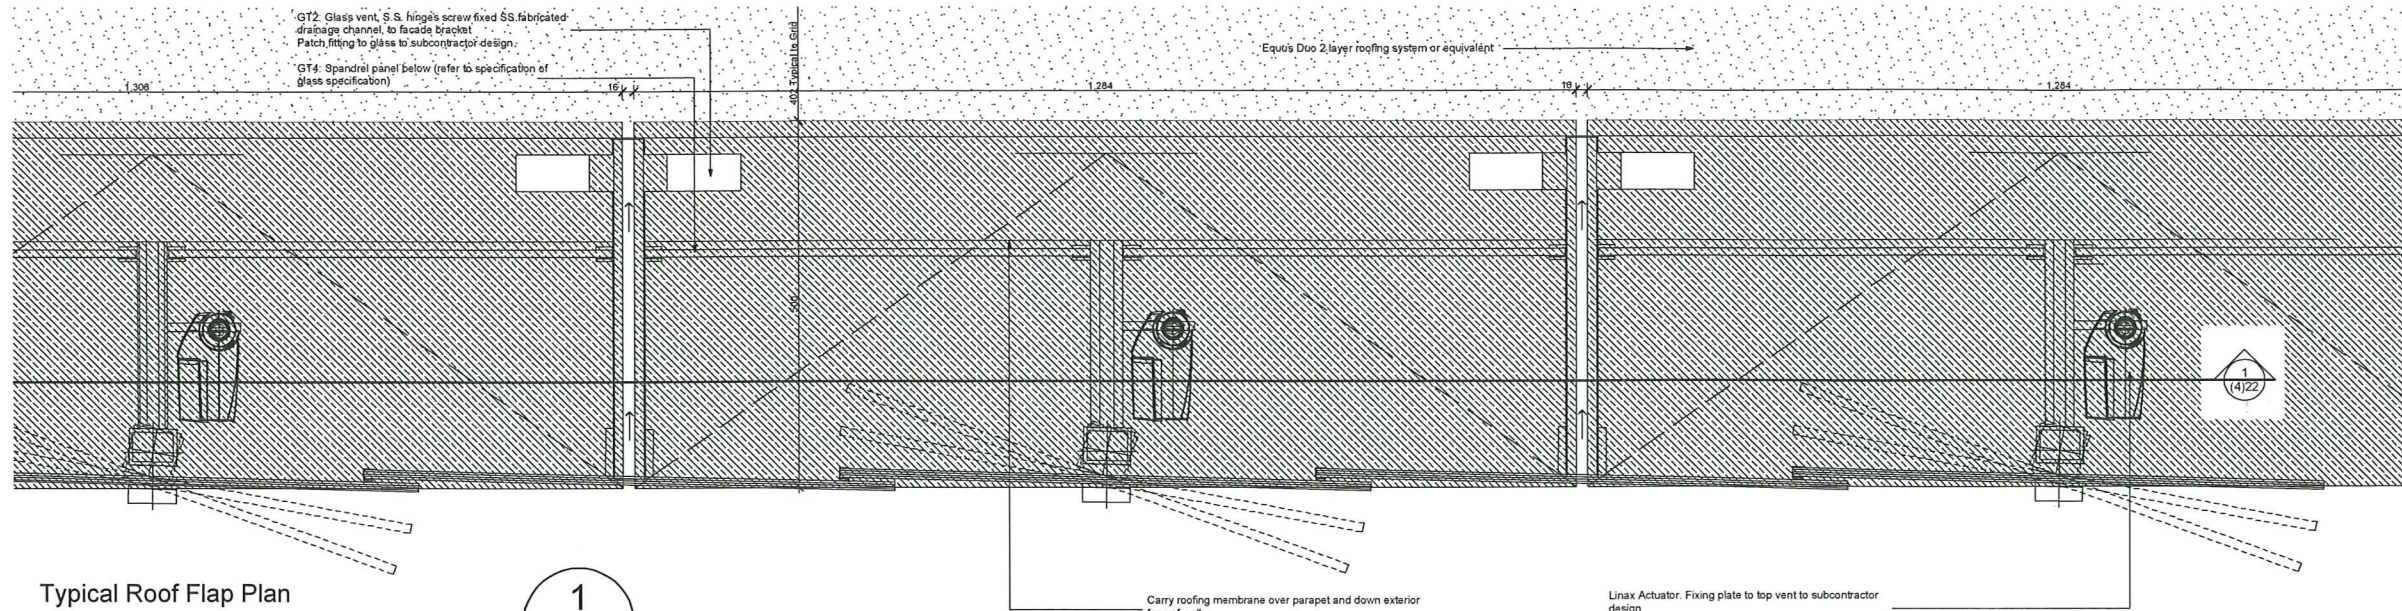 GT2: Glass vent, S.S. hinges screw fixed SS.fabricated
drainage channel, to facade bracket
Patch fitting to glass to subcontractor design.
GT4: Spandrel panel below (refer to specification of
glass specification)
402 Typical to Grid
Equus Duo 2 layer roofing system or equivalent
1,306
16
1,284
16
1,284
500
1
(4)22
Typical Roof Flap Plan
1
Carry roofing membrane over parapet and down exterior
Linax Actuator. Fixing plate to top vent to subcontractor
design